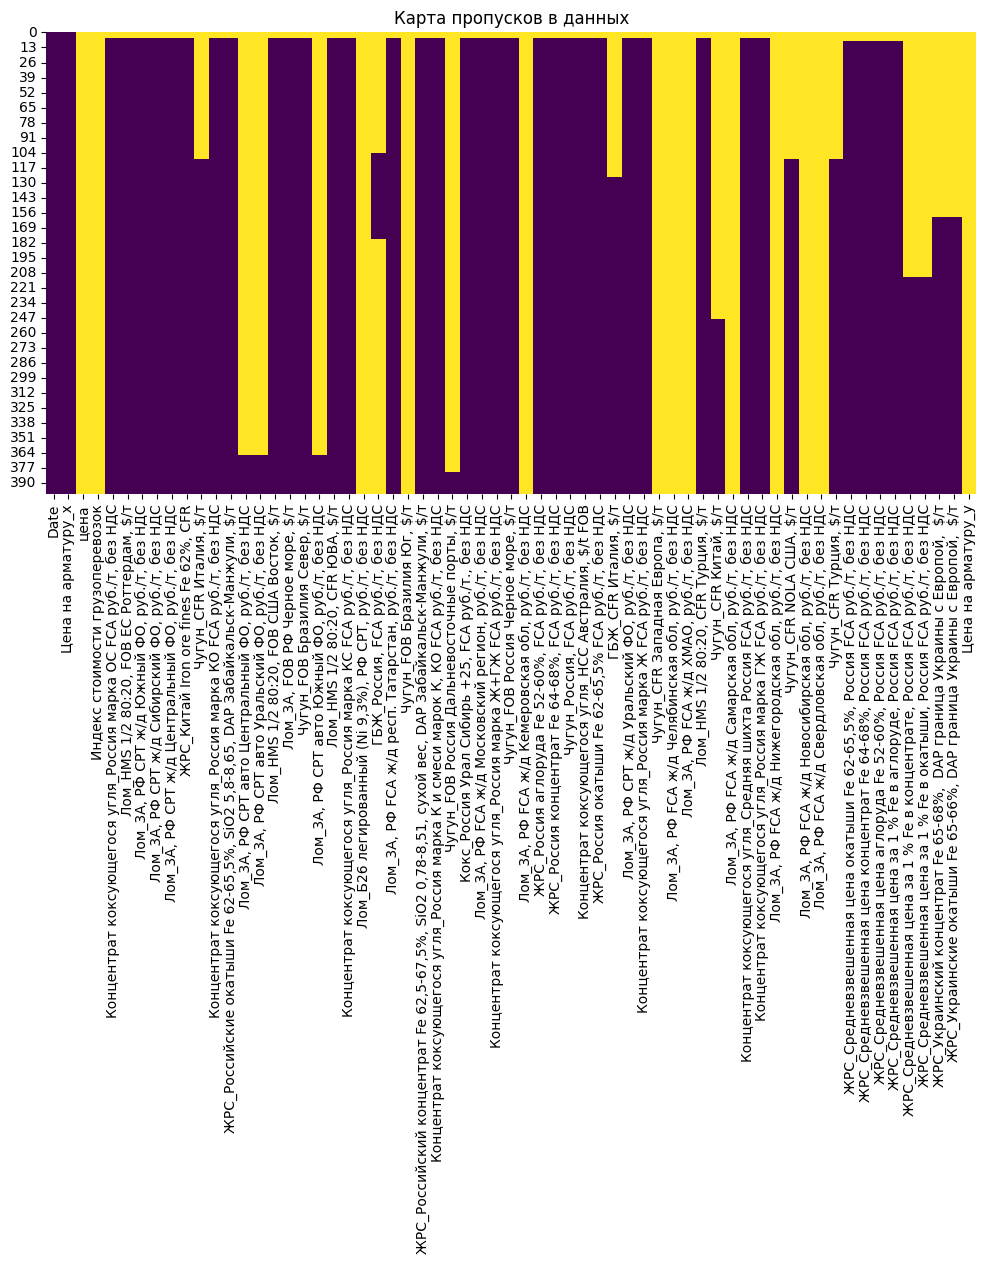 Карта пропусков в данных
0
13
26
39
52
65
78
91
104
117
130
143
156
169
182
195
208
221
234
247
260
273
286
299
312
325
338
351
364
377
390
Date
Цена на арматуру_x
цена
Индекс стоимости грузоперевозок
Концентрат коксующегося угля_Россия марка ОС FCA руб./т, без НДС
Лом_HMS 1/2 80:20, FOB ЕС Роттердам, $/т
Лом_3А, РФ CPT ж/д Южный ФО, руб./т, без НДС
Лом_3А, РФ CPT ж/д Сибирский ФО, руб./т, без НДС
Лом_3А, РФ CPT ж/д Центральный ФО, руб./т, без НДС
ЖРС_Китай Iron ore fines Fe 62%, CFR
Чугун_CFR Италия, $/т
Концентрат коксующегося угля_Россия марка КО FCA руб./т, без НДС
ЖРС_Российские окатыши Fe 62-65,5%, SiO2 5,8-8,65, DAP Забайкальск-Манжули, $/т
Лом_3А, РФ CPT авто Центральный ФО, руб./т, без НДС
Лом_3А, РФ CPT авто Уральский ФО, руб./т, без НДС
Лом_HMS 1/2 80:20, FOB США Восток, $/т
Лом_3А, FOB РФ Черное море, $/т
Чугун_FOB Бразилия Север, $/т
Лом_3А, РФ CPT авто Южный ФО, руб./т, без НДС
Лом_HMS 1/2 80:20, CFR ЮВА, $/т
Концентрат коксующегося угля_Россия марка КС FCA руб./т, без НДС
Лом_Б26 легированный (Ni 9,3%), РФ CPT, руб./т, без НДС
ГБЖ_Россия, FCA руб./т, без НДС
Лом_3А, РФ FCA ж/д респ. Татарстан, руб./т, без НДС
Чугун_FOB Бразилия Юг, $/т
ЖРС_Российский концентрат Fe 62,5-67,5%, SiO2 0,78-8,51, сухой вес, DAP Забайкальск-Манжули, $/т
Концентрат коксующегося угля_Россия марка К и смеси марок К, КО FCA руб./т, без НДС
Чугун_FOB Россия Дальневосточные порты, $/т
Кокс_Россия Урал Сибирь +25, FCA руб./т., без НДС
Лом_3А, РФ FCA ж/д Московский регион, руб./т, без НДС
Концентрат коксующегося угля_Россия марка Ж+ГЖ FCA руб./т, без НДС
Чугун_FOB Россия Черное море, $/т
Лом_3А, РФ FCA ж/д Кемеровская обл, руб./т, без НДС
ЖРС_Россия аглоруда Fe 52-60%, FCA руб./т, без НДС
ЖРС_Россия концентрат Fe 64-68%, FCA руб./т, без НДС
Чугун_Россия, FCA руб./т, без НДС
Концентрат коксующегося угля_HCC Австралия, $/t FOB
ЖРС_Россия окатыши Fe 62-65,5% FCA руб./т, без НДС
ГБЖ_CFR Италия, $/т
Лом_3А, РФ CPT ж/д Уральский ФО, руб./т, без НДС
Концентрат коксующегося угля_Россия марка Ж FCA руб./т, без НДС
Чугун_CFR Западная Европа, $/т
Лом_3А, РФ FCA ж/д Челябинская обл, руб./т, без НДС
Лом_3А, РФ FCA ж/д ХМАО, руб./т, без НДС
Лом_HMS 1/2 80:20, CFR Турция, $/т
Чугун_CFR Китай, $/т
Лом_3А, РФ FCA ж/д Самарская обл, руб./т, без НДС
Концентрат коксующегося угля_Средняя шихта Россия FCA руб./т, без НДС
Концентрат коксующегося угля_Россия марка ГЖ FCA руб./т, без НДС
Лом_3А, РФ FCA ж/д Нижегородская обл, руб./т, без НДС
Чугун_CFR NOLA США, $/т
Лом_3А, РФ FCA ж/д Новосибирская обл, руб./т, без НДС
Лом_3А, РФ FCA ж/д Свердловская обл, руб./т, без НДС
Чугун_CFR Турция, $/т
ЖРС_Средневзвешенная цена окатыши Fe 62-65,5%, Россия FCA руб./т, без НДС
ЖРС_Средневзвешенная цена концентрат Fe 64-68%, Россия FCA руб./т, без НДС
ЖРС_Средневзвешенная цена аглоруда Fe 52-60%, Россия FCA руб./т, без НДС
ЖРС_Средневзвешенная цена за 1 % Fe в аглоруде, Россия FCA руб./т, без НДС
ЖРС_Средневзвешенная цена за 1 % Fe в концентрате, Россия FCA руб./т, без НДС
ЖРС_Средневзвешенная цена за 1 % Fe в окатыши, Россия FCA руб./т, без НДС
ЖРС_Украинский концентрат Fe 65-68%, DAP граница Украины с Европой, $/т
ЖРС_Украинские окатыши Fe 65-66%, DAP граница Украины с Европой, $/т
Цена на арматуру_y